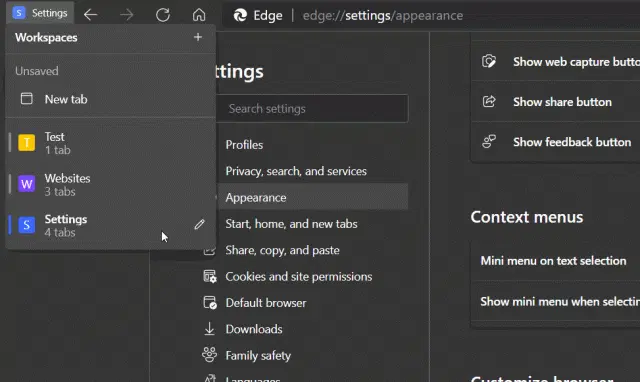 S Settings
Edge | edge://settings/appearance
Workspaces +
Unsaved
New tab
T Test
1 tab
W Websites
3 tabs
S Settings
4 tabs
ttings
Search settings
Profiles
Privacy, search, and services
Appearance
Start, home, and new tabs
Share, copy, and paste
Cookies and site permissions
Default browser
Downloads
Family safety
Languages
Show web capture butto
Show share button
Show feedback button
Context menus
Mini menu on text selection
Show mini menu when selectin
Customize browser